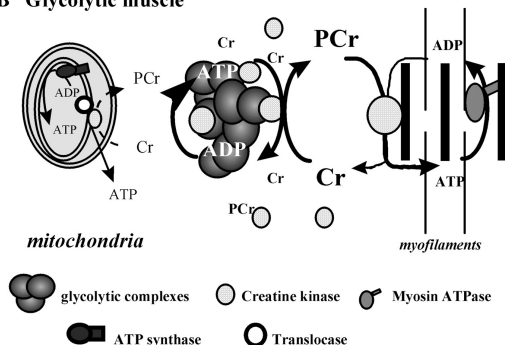 B Glycolytic muscle
Cr
Cr
PCr
ADP
ATP
PCr
ADP
ATP
Cr
ATP
ADP
Cr
PCr
Cr
ATP
mitochondria
myofilaments
glycolytic complexes
Creatine kinase
Myosin ATPase
ATP synthase
Translocase